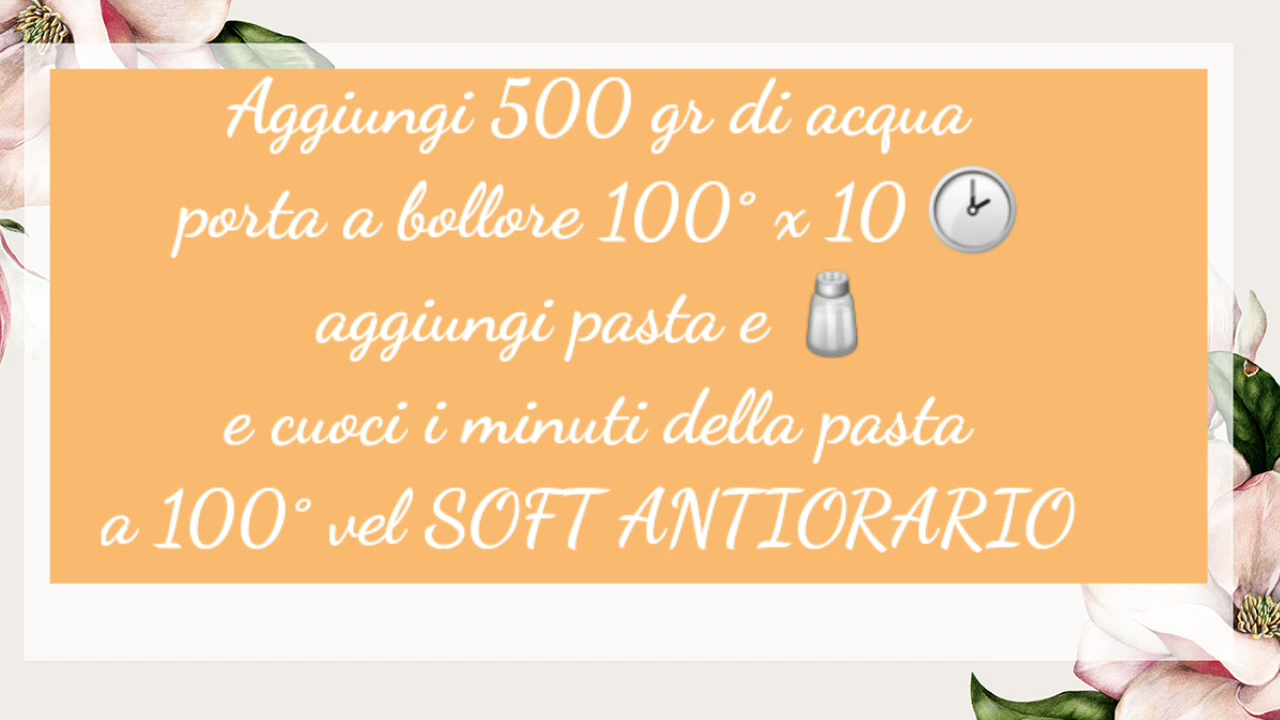 Aggiungi 500 gr di acqua
porta a bollore 100° x 10 🕑
aggiungi pasta e 🧂
e cuoci i minuti della pasta
a 100° vel SOFT ANTIORARIO